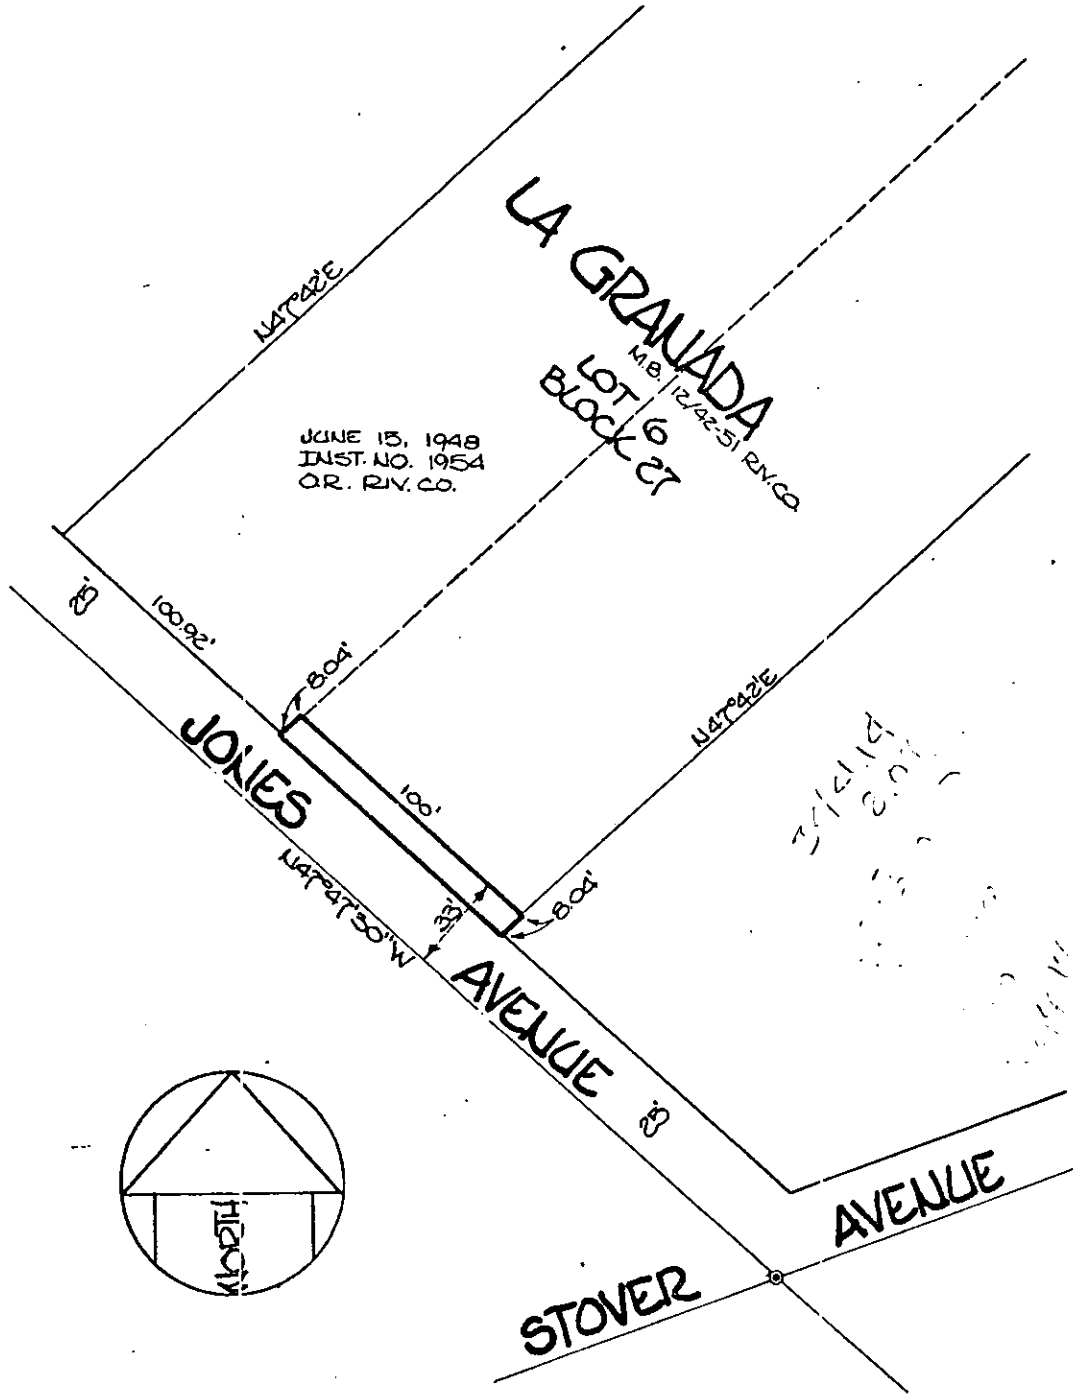 LA GRANADA
M.B. 12/42-51 RIV. CO.
LOT 6
BLOCK 27
N47°42'E
JUNE 15, 1948
INST. NO. 1954
O.R. RIV. CO.
25'
100.92'
8.04'
N47°42'E
JONES
100'
8.04'
33'
N47°47'30"W
AVENUE
25'
NORTH
AVENUE
STOVER